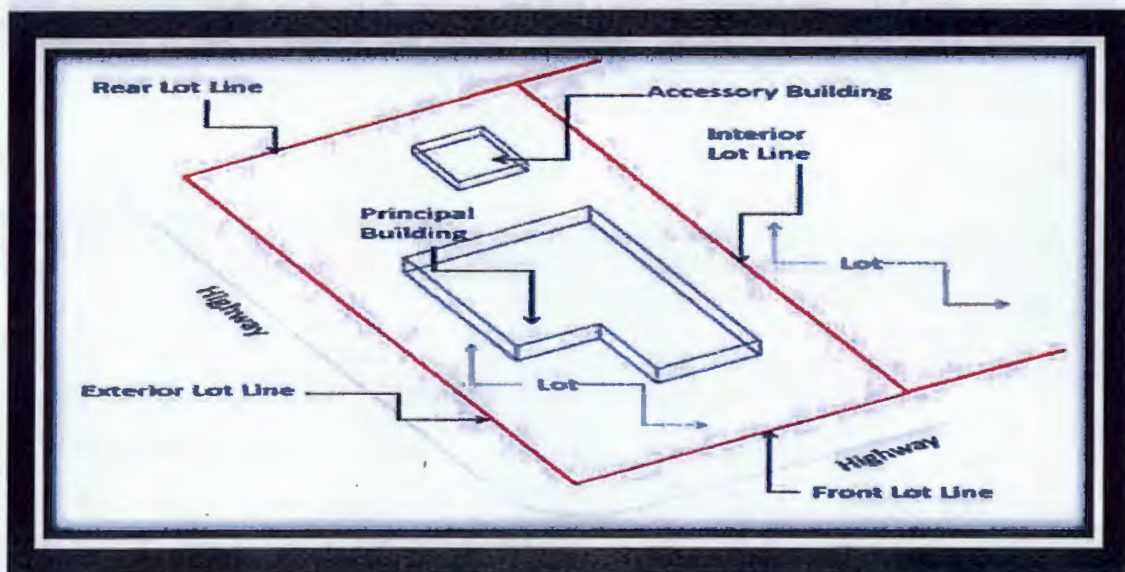 Rear Lot Line
Accessory Building
Interior
Lot Line
Principal
Building
Lot
Highway
Lot
Exterior Lot Line
Highway
Front Lot Line